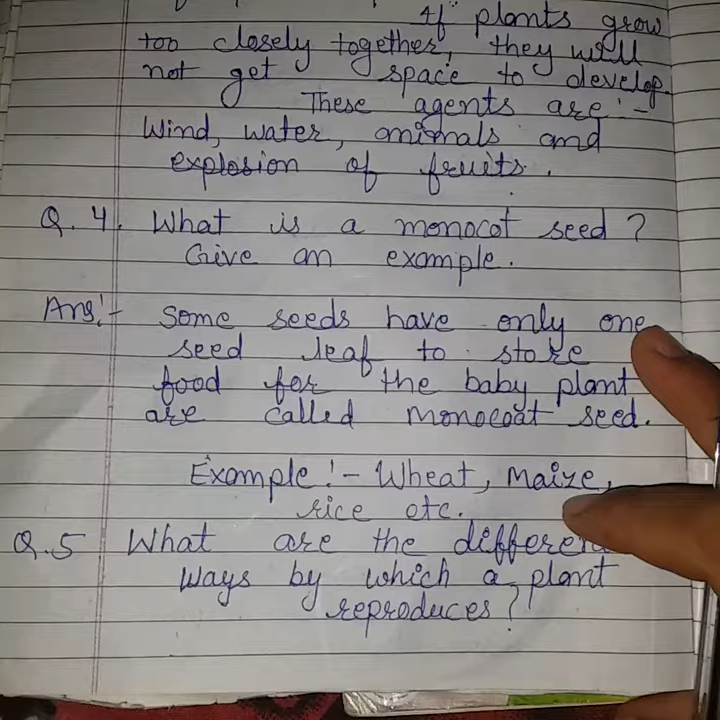 If plants grow
too closely together, they will
not get space to develop.
These agents are :-
Wind, water, animals and
explosion of fruits.
Q.4. What is a monocot seed ?
Give an example.
Ans:- Some seeds have only one
seed leaf to store
food for the baby plant
are called monocoat seed.
Example :- Wheat, Maize,
rice etc.
Q.5 What are the differen
ways by which a plant
reproduces?